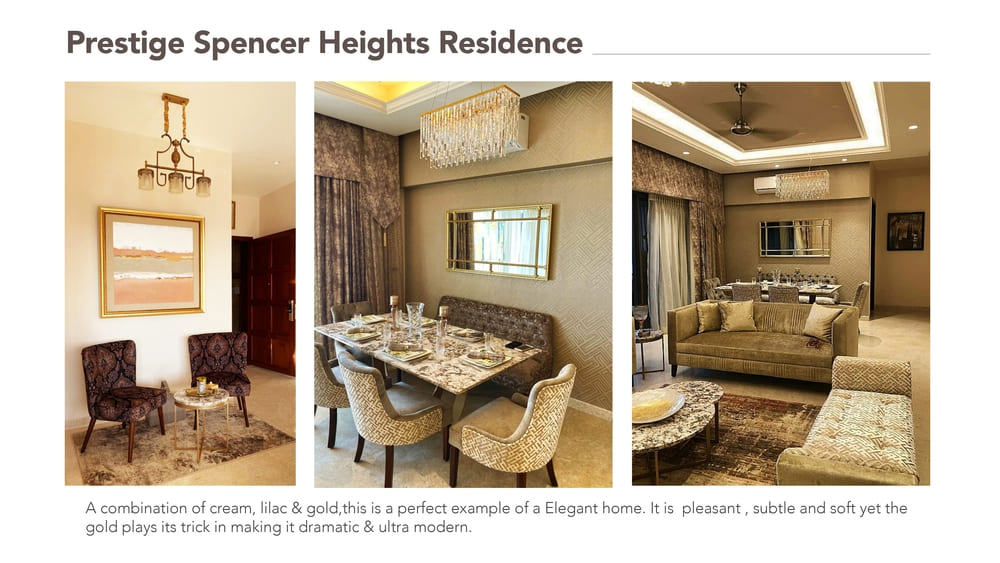 Prestige Spencer Heights Residence
A combination of cream, lilac & gold,this is a perfect example of a Elegant home. It is  pleasant , subtle and soft yet the
gold plays its trick in making it dramatic & ultra modern.